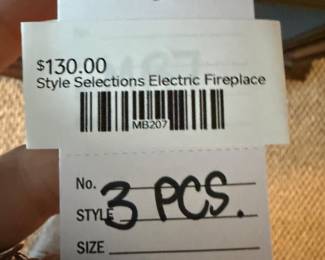 $130.00
Style Selections Electric Fireplace
MB207
No.
STYLE 3 PCS.
SIZE